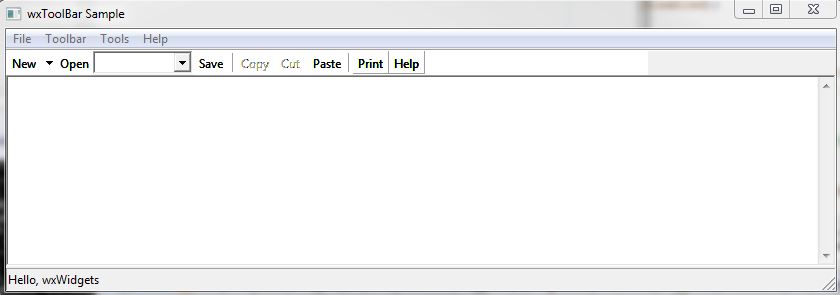 wxToolBar Sample
File Toolbar Tools Help
New Open Save Copy Cut Paste Print Help
Hello, wxWidgets